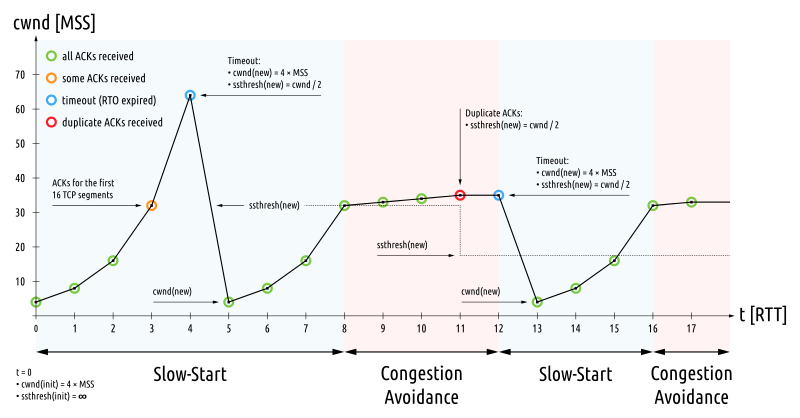 cwnd [MSS]
all ACKs received
some ACKs received
timeout (RTO expired)
duplicate ACKs received
Timeout:
• cwnd(new) = 4 × MSS
• ssthresh(new) = cwnd / 2
Duplicate ACKs:
• ssthresh(new) = cwnd / 2
Timeout:
• cwnd(new) = 4 × MSS
• ssthresh(new) = cwnd / 2
ACKs for the first
16 TCP segments
ssthresh(new)
ssthresh(new)
cwnd(new)
cwnd(new)
70
60
50
40
30
20
10
t [RTT]
0 1 2 3 4 5 6 7 8 9 10 11 12 13 14 15 16 17
Slow-Start
Congestion
Avoidance
Slow-Start
Congestion
Avoidance
t = 0
• cwnd(init) = 4 × MSS
• ssthresh(init) = ∞